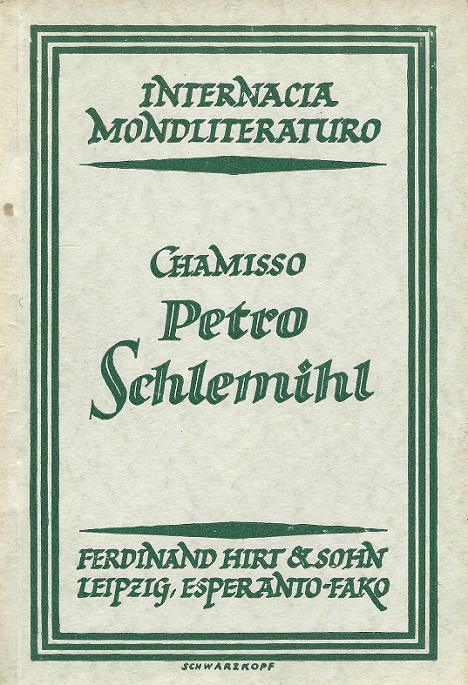 INTERNACIA
MONDLITERATURO
CHAMISSO
Petro
Schlemihl
FERDINAND HIRT & SOHN
LEIPZIG, ESPERANTO-FAKO
SCHWARZKOPF